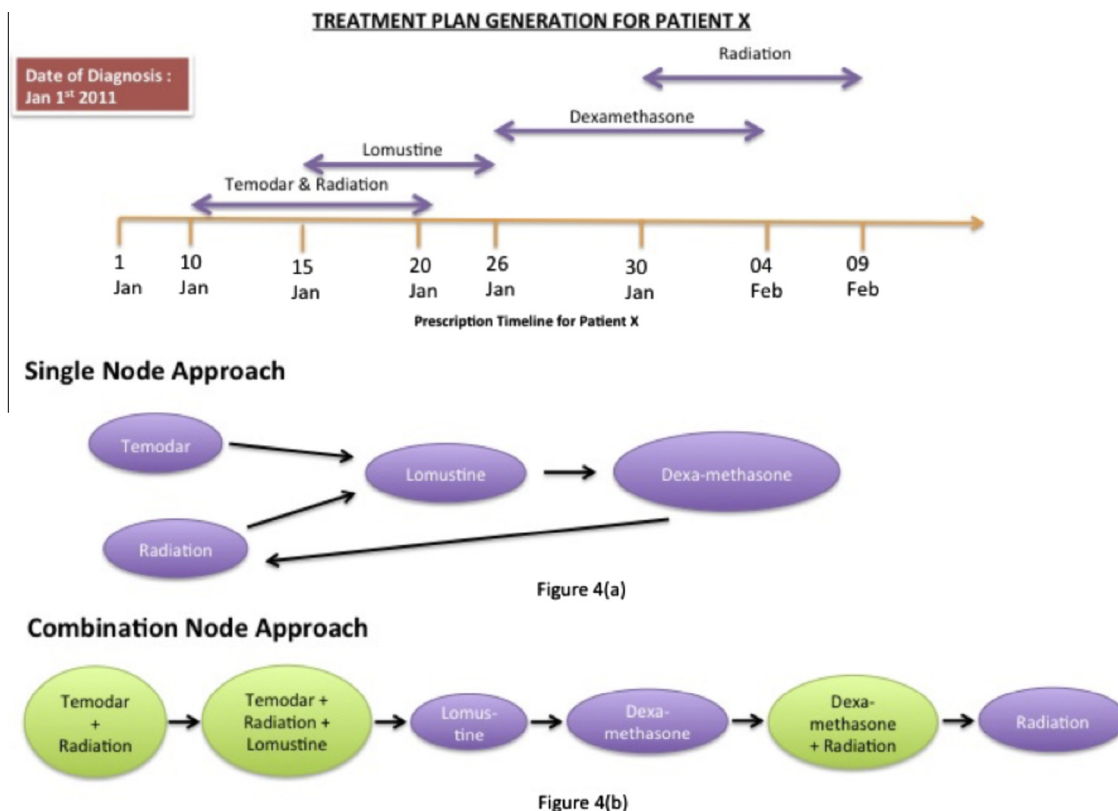 TREATMENT PLAN GENERATION FOR PATIENT X
Date of Diagnosis :
Jan 1st 2011
Radiation
Dexamethasone
Lomustine
Temodar & Radiation
1
Jan
10
Jan
15
Jan
20
Jan
26
Jan
30
Jan
04
Feb
09
Feb
Prescription Timeline for Patient X
Single Node Approach
Temodar
Lomustine
Dexa-methasone
Radiation
Figure 4(a)
Combination Node Approach
Temodar
+
Radiation
Temodar +
Radiation +
Lomustine
Lomus-
tine
Dexa-
methasone
Dexa-
methasone
+ Radiation
Radiation
Figure 4(b)